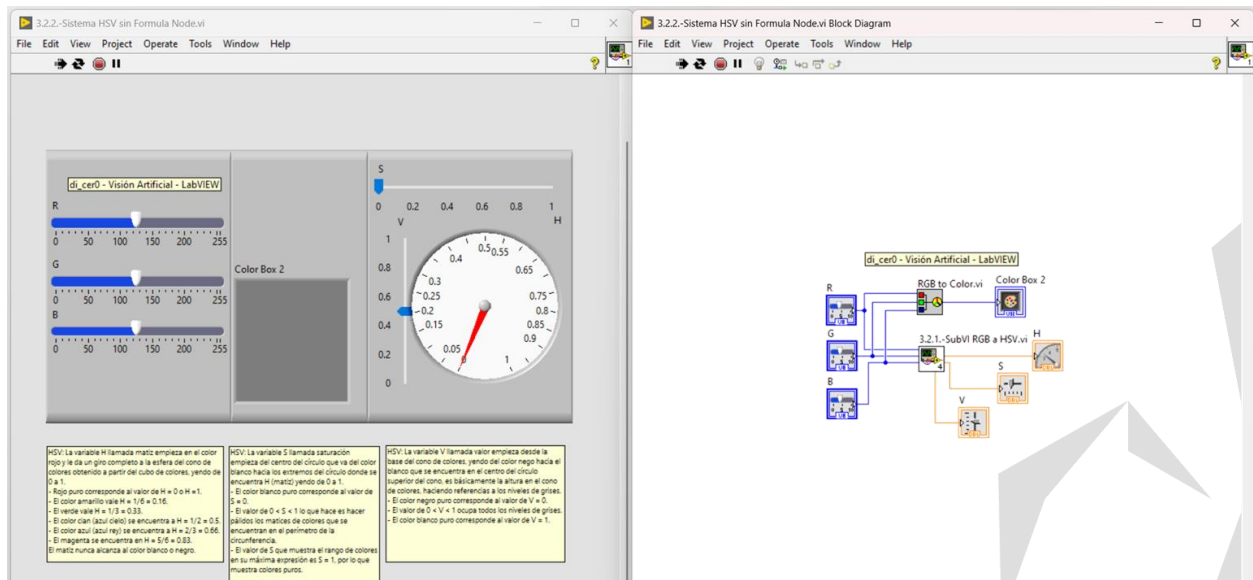 3.2.2.-Sistema HSV sin Formula Node.vi
File Edit View Project Operate Tools Window Help
1
di_cer0 - Visión Artificial - LabVIEW
R
0 50 100 150 200 255
G
0 50 100 150 200 255
B
0 50 100 150 200 255
Color Box 2
S
0 0.2 0.4 0.6 0.8 1
V
1
0.8
0.6
0.4
0.2
0
H
0 0.05 0.15 0.2 0.25 0.3 0.4 0.5 0.55 0.65 0.75 0.8 0.85 0.9 1
HSV: La variable H llamada matiz empieza en el color
rojo y le da un giro completo a la esfera del cono de
colores obtenido a partir del cubo de colores, yendo de
0 a 1.
- Rojo puro corresponde al valor de H = 0 o H =1.
- El color amarillo vale H = 1/6 = 0.16.
- El verde vale H = 1/3 = 0.33.
- El color cian (azul cielo) se encuentra a H = 1/2 = 0.5.
- El color azul (azul rey) se encuentra a H = 2/3 = 0.66.
- El magenta se encuentra en H = 5/6 = 0.83.
El matiz nunca alcanza al color blanco o negro.
HSV: La variable S llamada saturación
empieza del centro del círculo que va del color
blanco hacia los extremos del círculo donde se
encuentra H (matiz) yendo de 0 a 1.
- El color blanco puro corresponde al valor de
S = 0.
- El valor de 0 < S < 1 lo que hace es hacer
pálidos los matices de colores que se
encuentran en el perímetro de la
circunferencia.
- El valor de S que muestra el rango de colores
en su máxima expresión es S = 1, por lo que
muestra colores puros.
HSV: La variable V llamada valor empieza desde la
base del cono de colores, yendo del color nego hacia el
blanco que se encuentra en el centro del círculo
superior del cono, es básicamente la altura en el cono
de colores, haciendo referencias a los niveles de grises.
- El color negro puro corresponde al valor de V = 0.
- El valor de 0 < V < 1 ocupa todos los niveles de grises.
- El color blanco puro corresponde al valor de V = 1.
3.2.2.-Sistema HSV sin Formula Node.vi Block Diagram
File Edit View Project Operate Tools Window Help
1
di_cer0 - Visión Artificial - LabVIEW
R
RGB to Color.vi
Color Box 2
U32
G
3.2.1.-SubVI RGB a HSV.vi
4
H
DBL
B
S
DBL
V
DBL